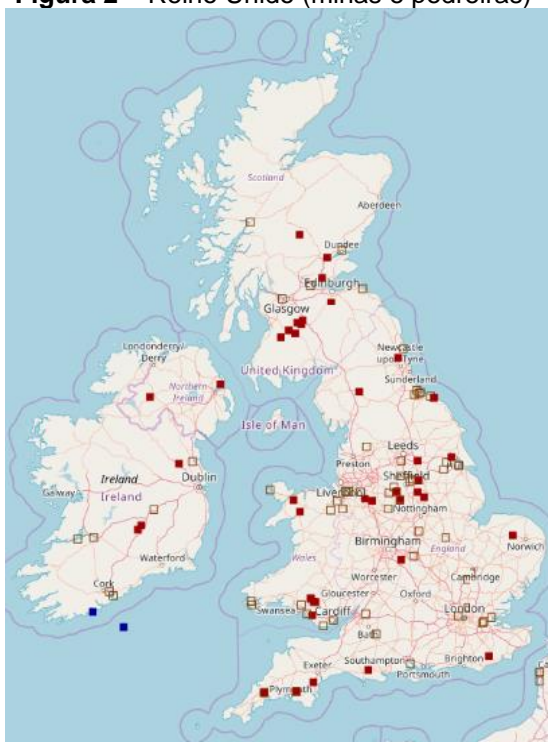 Figura 2 – Reino Unido (minas e pedreiras)
Scotland
Aberdeen
Dundee
Edinburgh
Glasgow
Londonderry/
Derry
Northern
Ireland
United Kingdom
Newcastle
upon Tyne
Sunderland
Isle of Man
Leeds
Preston
Ireland
Dublin
Galway
Ireland
Sheffield
Nottingham
Birmingham
England
Norwich
Waterford
Wales
Worcester
Cambridge
Cork
Gloucester
Oxford
Swansea
Cardiff
London
Bath
Southampton
Brighton
Exeter
Portsmouth
Plymouth